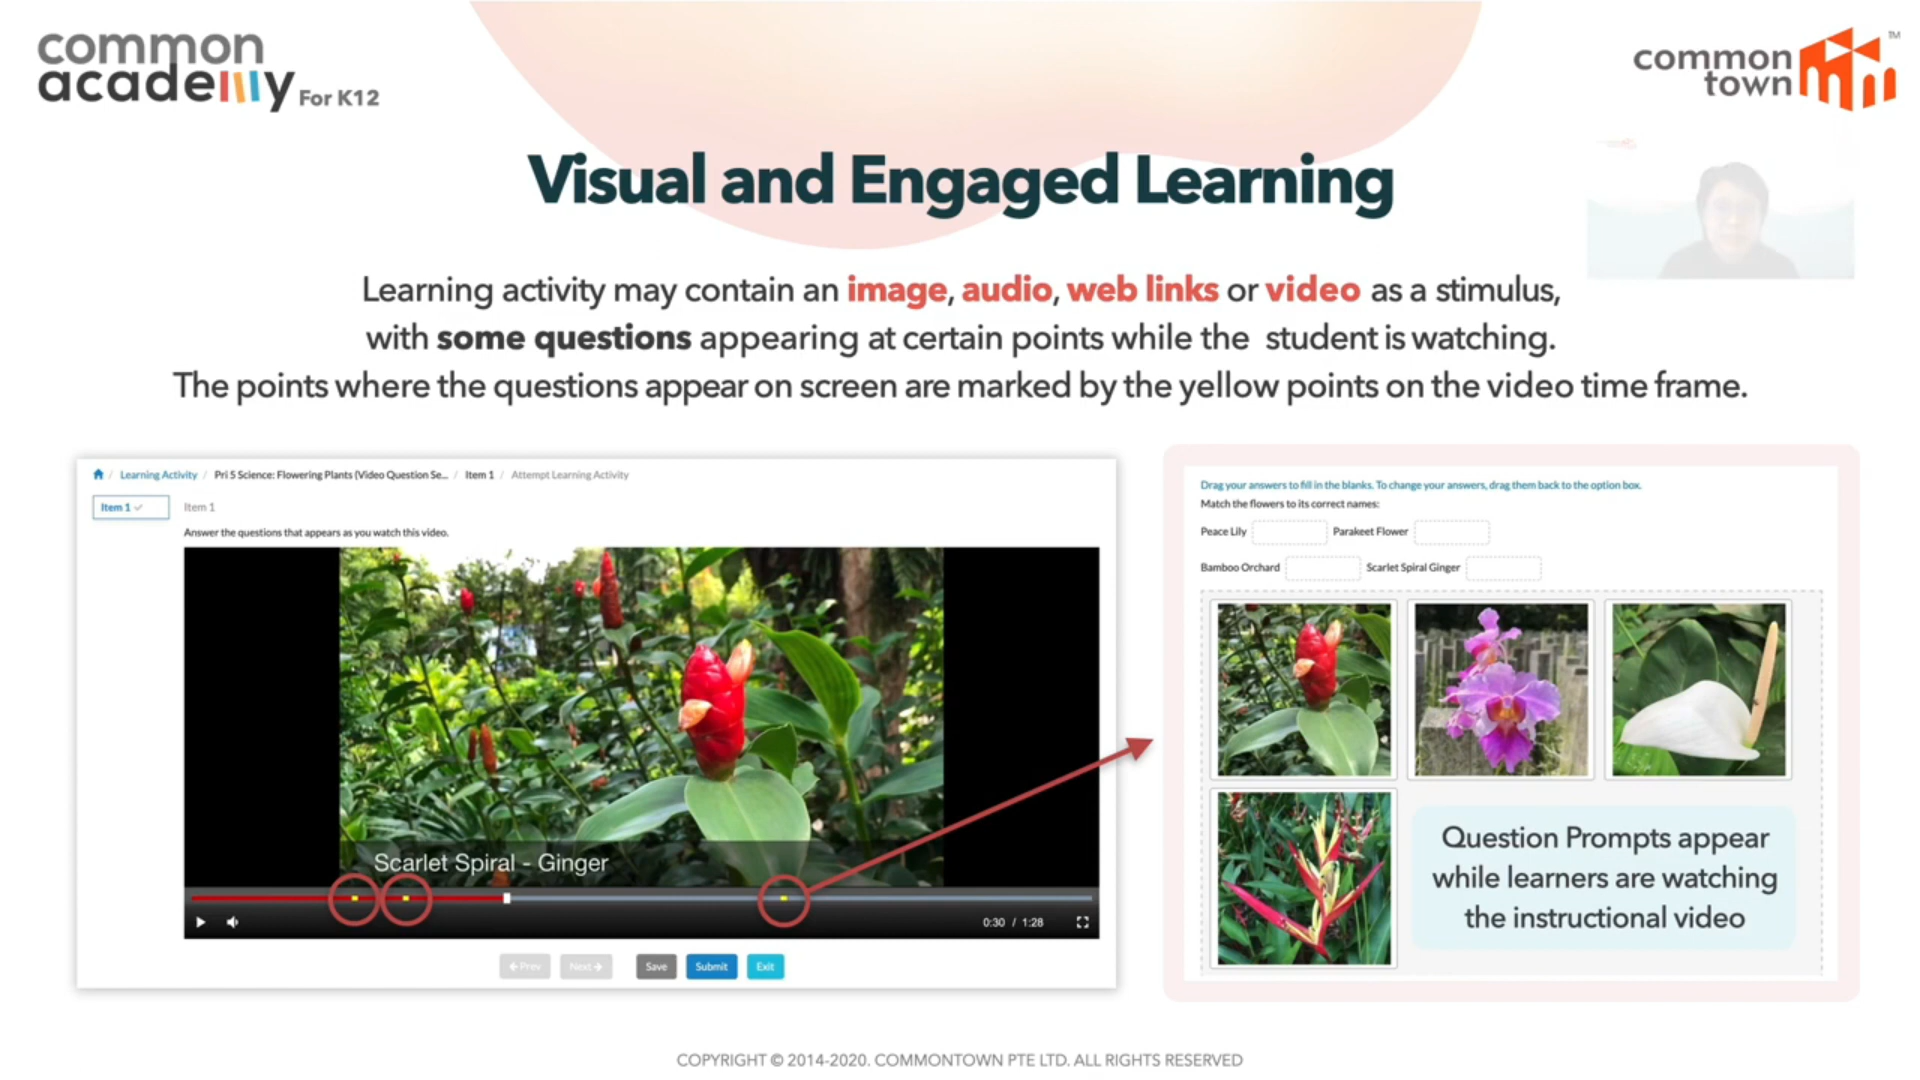 common
academy For K12
common
town
TM
Visual and Engaged Learning
Learning activity may contain an image, audio, web links or video as a stimulus,
with some questions appearing at certain points while the student is watching.
The points where the questions appear on screen are marked by the yellow points on the video time frame.
/ Learning Activity / Pri 5 Science: Flowering Plants (Video Question Se... / Item 1 / Attempt Learning Activity
Item 1
Item 1
Answer the questions that appears as you watch this video.
Scarlet Spiral - Ginger
0:30 / 1:28
Prev
Next
Save
Submit
Exit
Drag your answers to fill in the blanks. To change your answers, drag them back to the option box.
Match the flowers to its correct names:
Peace Lily
Parakeet Flower
Bamboo Orchard
Scarlet Spiral Ginger
Question Prompts appear
while learners are watching
the instructional video
COPYRIGHT © 2014-2020. COMMONTOWN PTE LTD. ALL RIGHTS RESERVED